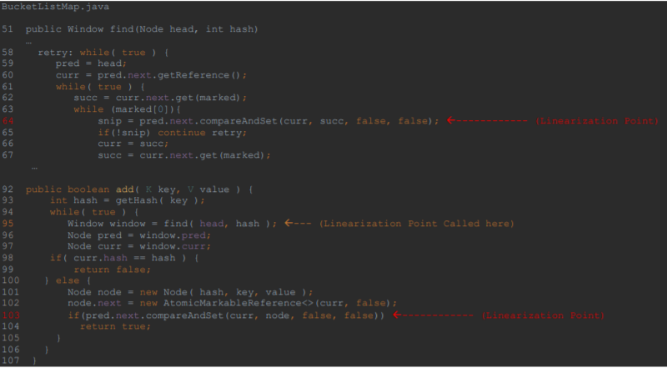 BucketListMap.java
51 public Window find(Node head, int hash)
…
58 retry: while( true ) {
59 pred = head;
60 curr = pred.next.getReference();
61 while( true ) {
62 succ = curr.next.get(marked);
63 while (marked[0]){
64 snip = pred.next.compareAndSet(curr, succ, false, false); <------------- (Linearization Point)
65 if(!snip) continue retry;
66 curr = succ;
67 succ = curr.next.get(marked);
…
92 public boolean add( K key, V value ) {
93 int hash = getHash( key );
94 while( true ) {
95 Window window = find( head, hash ); <--- (Linearization Point Called here)
96 Node pred = window.pred;
97 Node curr = window.curr;
98 if( curr.hash == hash ) {
99 return false;
100 } else {
101 Node node = new Node( hash, key, value );
102 node.next = new AtomicMarkableReference<>(curr, false);
103 if(pred.next.compareAndSet(curr, node, false, false)) <------------ (Linearization Point)
104 return true;
105 }
106 }
107 }